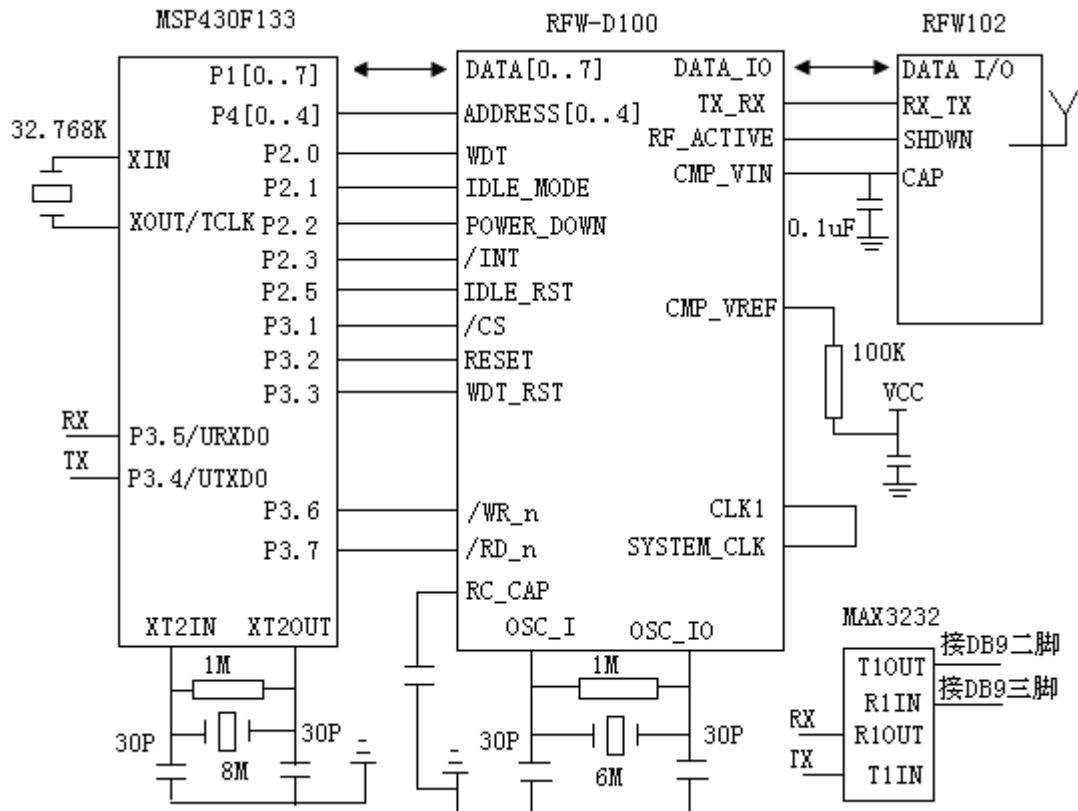 MSP430F133
RFW-D100
RFW102
P1[0..7]
DATA[0..7]
DATA_IO
DATA I/O
P4[0..4]
ADDRESS[0..4]
TX_RX
RX_TX
32.768K
P2.0
WDT
RF_ACTIVE
SHDWN
XIN
P2.1
IDLE_MODE
CMP_VIN
CAP
XOUT/TCLK
P2.2
POWER_DOWN
0.1uF
P2.3
/INT
P2.5
IDLE_RST
CMP_VREF
P3.1
/CS
100K
P3.2
RESET
P3.3
WDT_RST
VCC
RX
P3.5/URXD0
TX
P3.4/UTXD0
P3.6
/WR_n
CLK1
P3.7
/RD_n
SYSTEM_CLK
RC_CAP
XT2IN
XT2OUT
OSC_I
OSC_IO
MAX3232
1M
1M
T1OUT
接DB9二脚
R1IN
接DB9三脚
30P
30P
30P
30P
RX
R1OUT
8M
6M
TX
T1IN